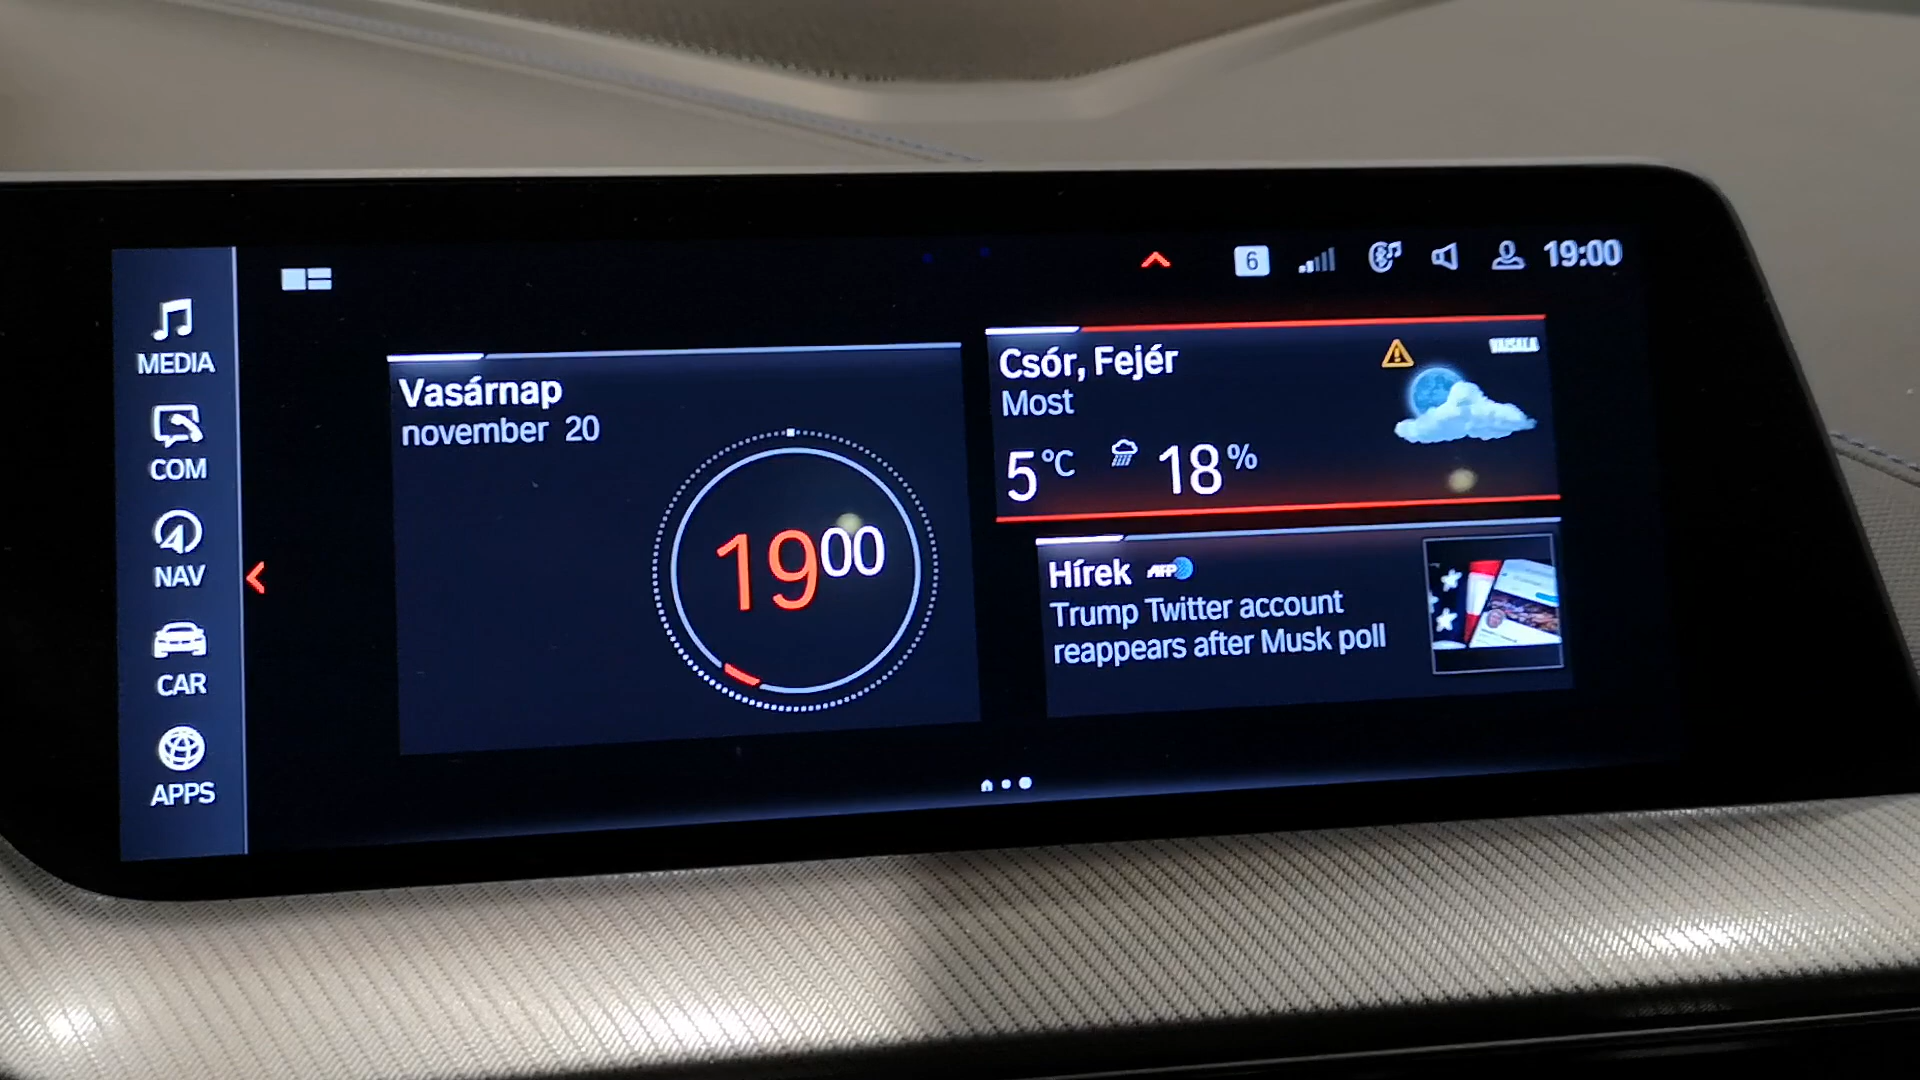 6
19:00
MEDIA
COM
NAV
CAR
APPS
Vasárnap
november 20
19 00
Csór, Fejér
Most
5 °C 18 %
VAISALA
Hírek AFP
Trump Twitter account
reappears after Musk poll